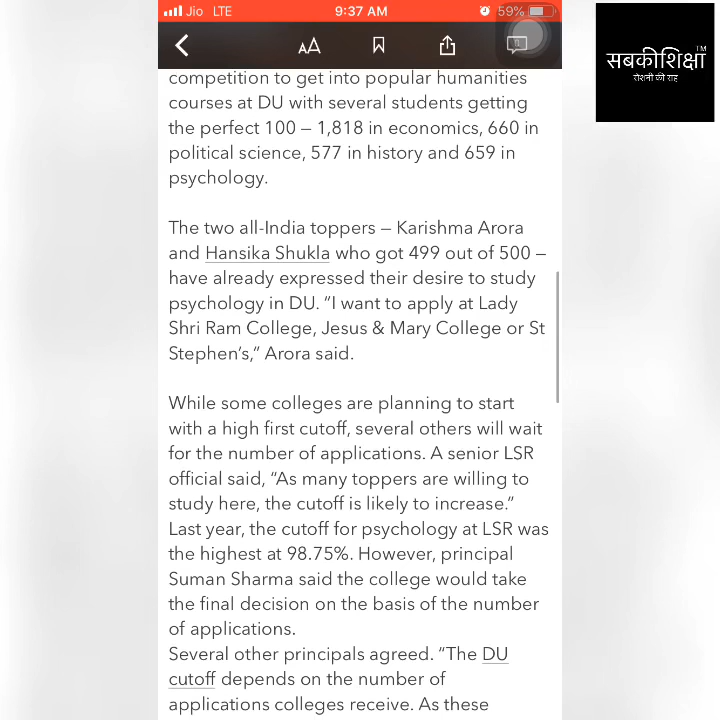 Jio LTE 9:37 AM 59%
AA
सबकीशिक्षा TM
रोशनी की राह
competition to get into popular humanities
courses at DU with several students getting
the perfect 100 – 1,818 in economics, 660 in
political science, 577 in history and 659 in
psychology.
The two all-India toppers – Karishma Arora
and Hansika Shukla who got 499 out of 500 –
have already expressed their desire to study
psychology in DU. “I want to apply at Lady
Shri Ram College, Jesus & Mary College or St
Stephen’s,” Arora said.
While some colleges are planning to start
with a high first cutoff, several others will wait
for the number of applications. A senior LSR
official said, “As many toppers are willing to
study here, the cutoff is likely to increase.”
Last year, the cutoff for psychology at LSR was
the highest at 98.75%. However, principal
Suman Sharma said the college would take
the final decision on the basis of the number
of applications.
Several other principals agreed. “The DU
cutoff depends on the number of
applications colleges receive. As these